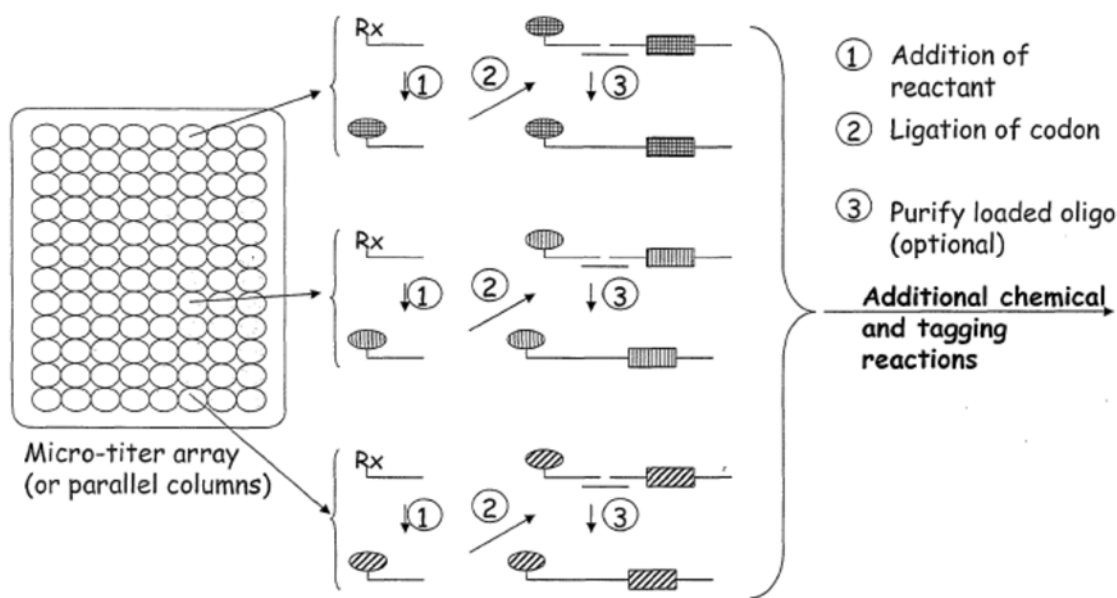 Rx
1
2
3
Rx
1
2
3
Rx
1
2
3
Micro-titer array
(or parallel columns)
1 Addition of
reactant
2 Ligation of codon
3 Purify loaded oligo
(optional)
Additional chemical
and tagging
reactions